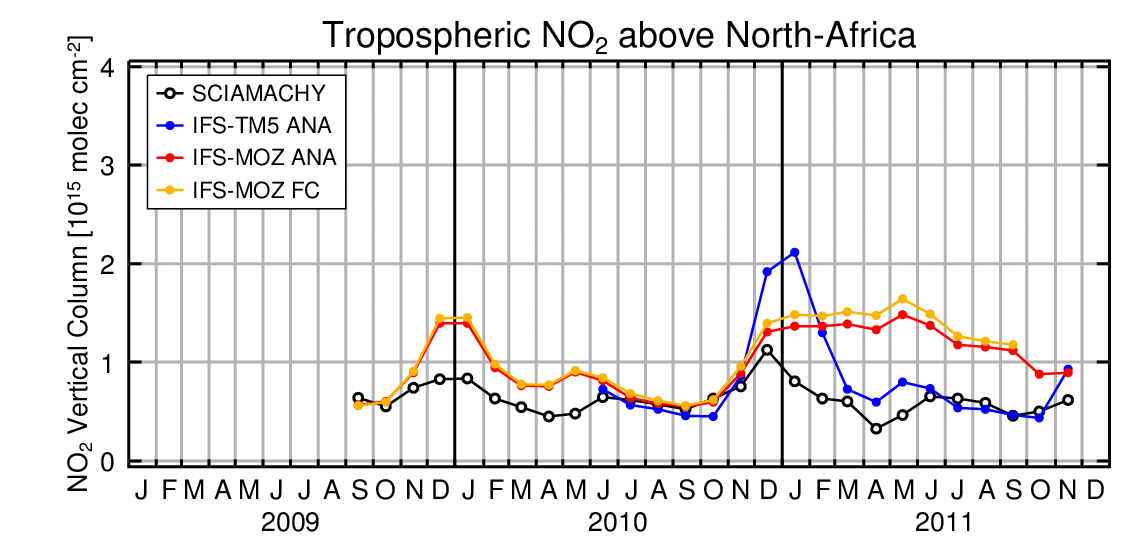 Tropospheric NO2 above North-Africa
NO2 Vertical Column [10^15 molec cm^-2]
4
3
2
1
0
SCIAMACHY
IFS-TM5 ANA
IFS-MOZ ANA
IFS-MOZ FC
J F M A M J J A S O N D J F M A M J J A S O N D J F M A M J J A S O N D
2009 2010 2011